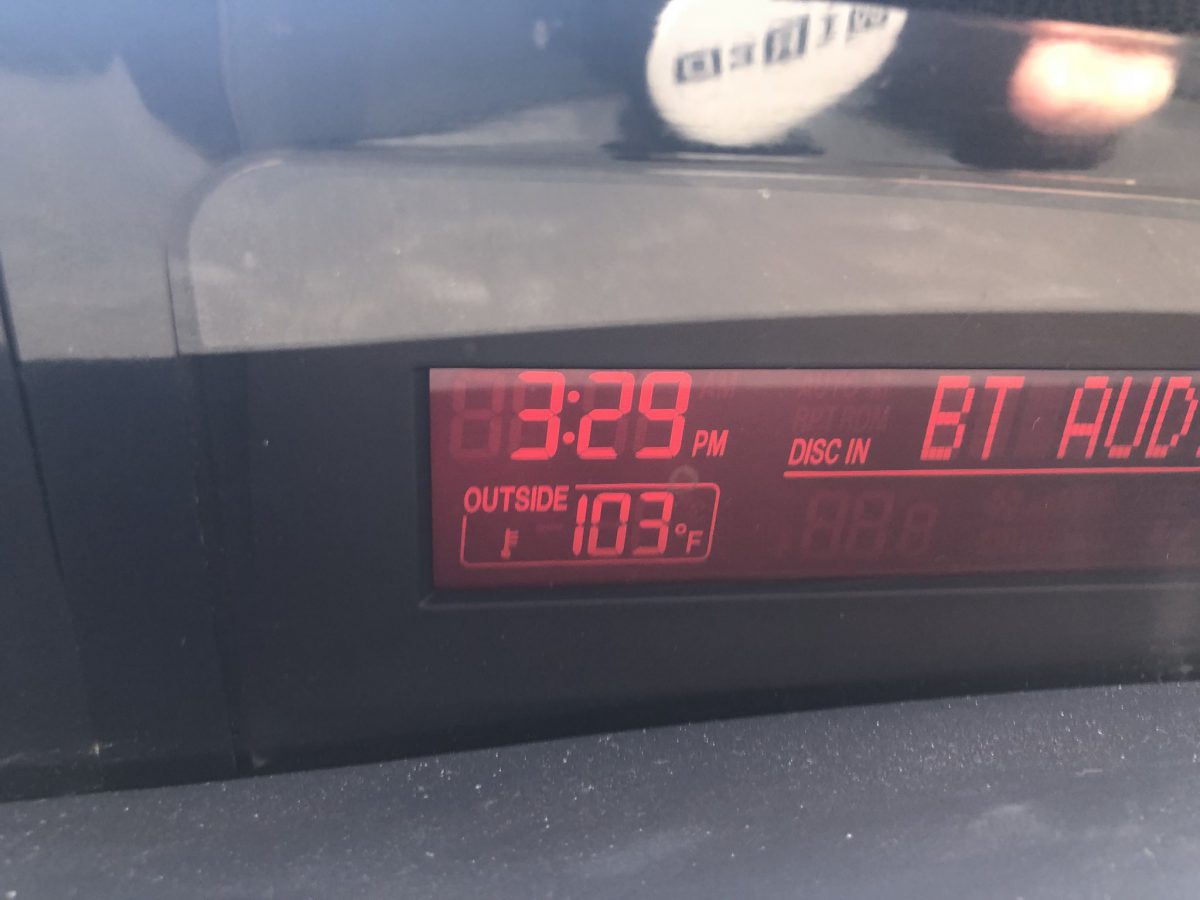 3:29 PM
DISC IN
BT AUD
OUTSIDE
103°F